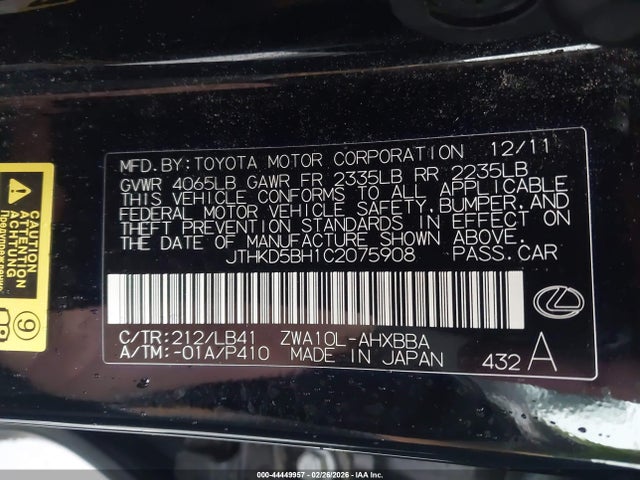 MFD. BY: TOYOTA MOTOR CORPORATION 12/11
GVWR 4065LB GAWR FR 2335LB RR 2235LB
THIS VEHICLE CONFORMS TO ALL APPLICABLE
FEDERAL MOTOR VEHICLE SAFETY, BUMPER, AND
THEFT PREVENTION STANDARDS IN EFFECT ON
THE DATE OF MANUFACTURE SHOWN ABOVE.
JTHKD5BH1C2075908 PASS. CAR
C/TR: 212/LB41 ZWA10L-AHXBBA
A/TM: -01A/P410 MADE IN JAPAN 432 A
CAUTION
ACHTUNG
ATTENTION
9
000-44449957 - 02/26/2026 - IAA Inc.